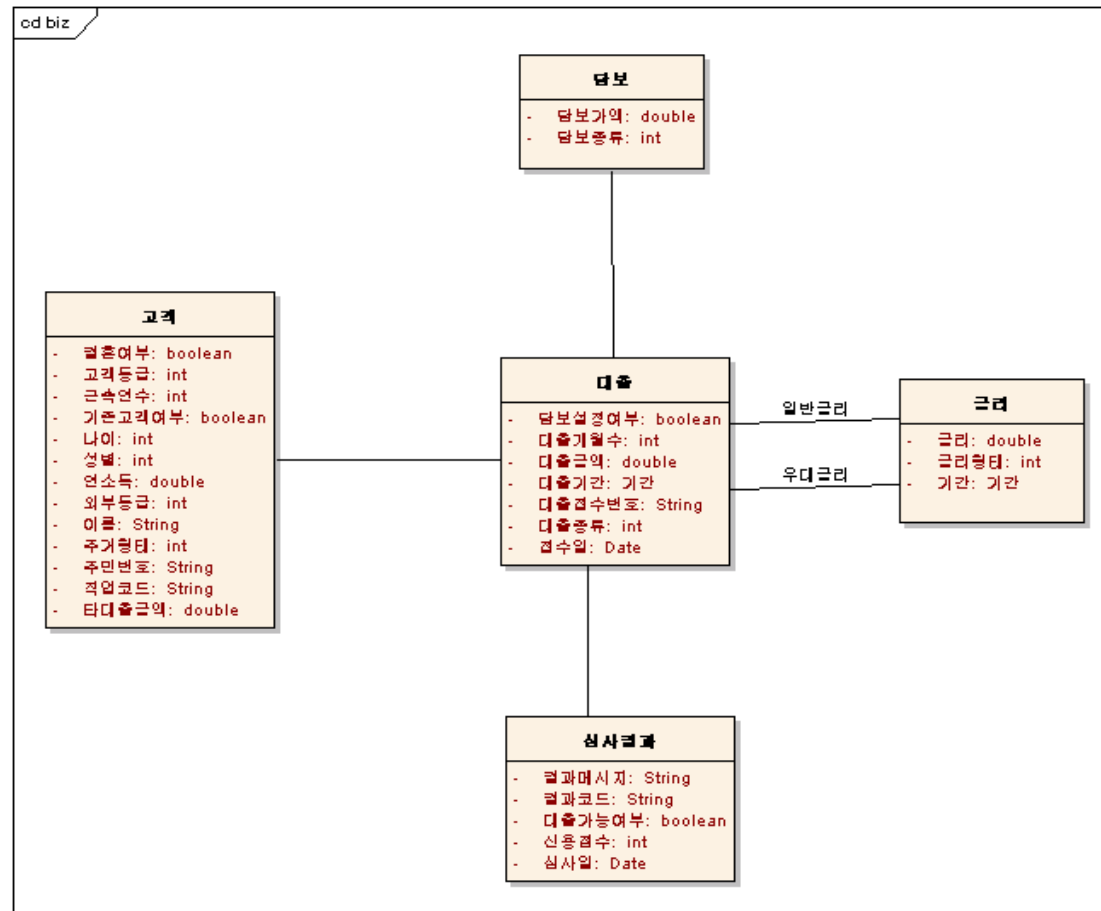 cd biz
담보
- 담보가액: double
- 담보종류: int
고객
- 결혼여부: boolean
- 고객등급: int
- 근속연수: int
- 기존고객여부: boolean
- 나이: int
- 성별: int
- 연소득: double
- 외부등급: int
- 이름: String
- 주거형태: int
- 주민번호: String
- 직업코드: String
- 타대출금액: double
대출
- 담보설정여부: boolean
- 대출개월수: int
- 대출금액: double
- 대출기간: 기간
- 대출접수번호: String
- 대출종류: int
- 접수일: Date
일반금리
우대금리
금리
- 금리: double
- 금리형태: int
- 기간: 기간
심사결과
- 결과메시지: String
- 결과코드: String
- 대출가능여부: boolean
- 신용점수: int
- 심사일: Date